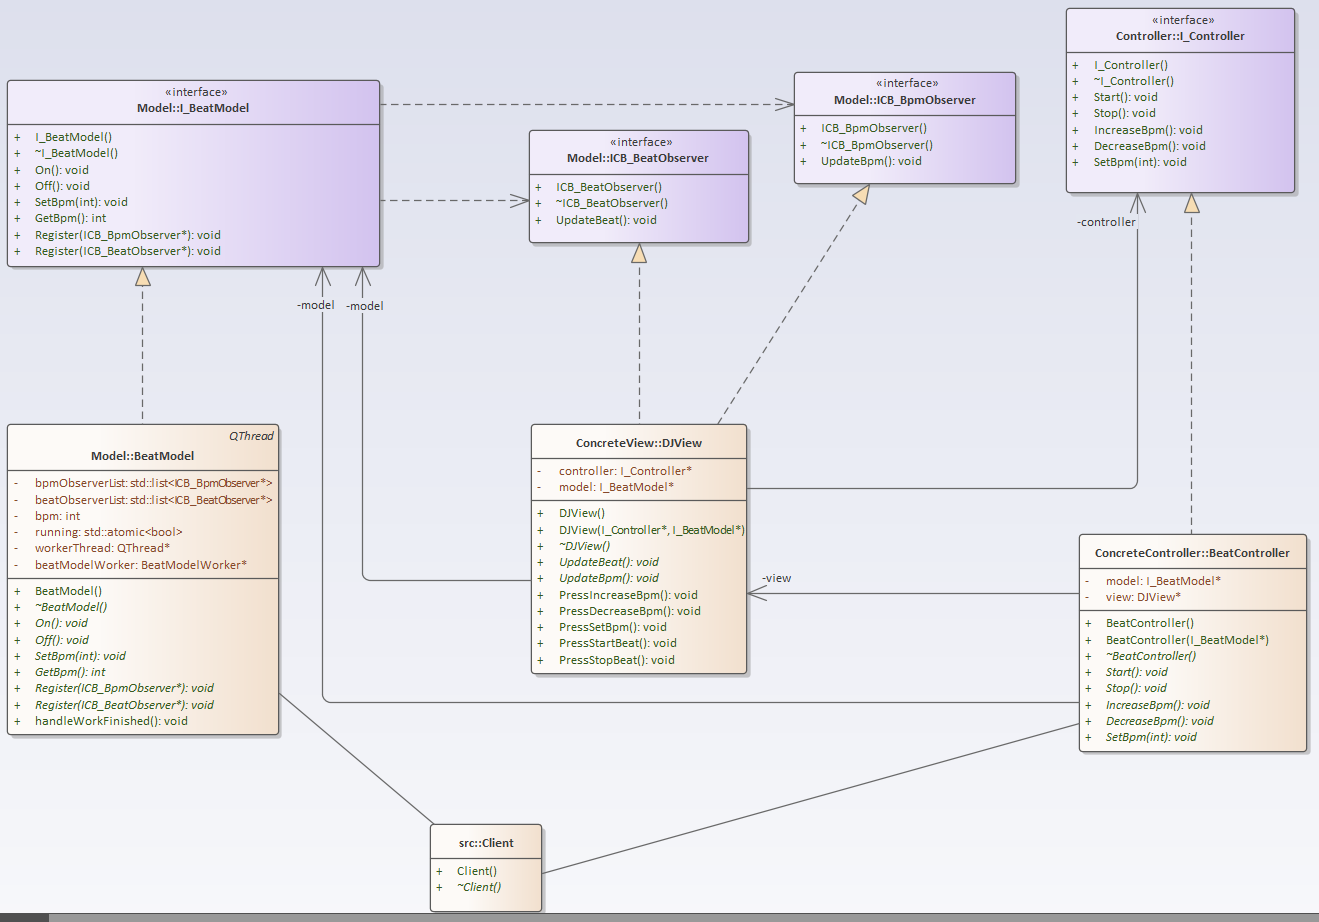 «interface»
Model::I_BeatModel
+ I_BeatModel()
+ ~I_BeatModel()
+ On(): void
+ Off(): void
+ SetBpm(int): void
+ GetBpm(): int
+ Register(ICB_BpmObserver*): void
+ Register(ICB_BeatObserver*): void
«interface»
Model::ICB_BeatObserver
+ ICB_BeatObserver()
+ ~ICB_BeatObserver()
+ UpdateBeat(): void
«interface»
Model::ICB_BpmObserver
+ ICB_BpmObserver()
+ ~ICB_BpmObserver()
+ UpdateBpm(): void
«interface»
Controller::I_Controller
+ I_Controller()
+ ~I_Controller()
+ Start(): void
+ Stop(): void
+ IncreaseBpm(): void
+ DecreaseBpm(): void
+ SetBpm(int): void
-controller
-model
-model
QThread
Model::BeatModel
- bpmObserverList: std::list<ICB_BpmObserver*>
- beatObserverList: std::list<ICB_BeatObserver*>
- bpm: int
- running: std::atomic<bool>
- workerThread: QThread*
- beatModelWorker: BeatModelWorker*
+ BeatModel()
+ ~BeatModel()
+ On(): void
+ Off(): void
+ SetBpm(int): void
+ GetBpm(): int
+ Register(ICB_BpmObserver*): void
+ Register(ICB_BeatObserver*): void
+ handleWorkFinished(): void
ConcreteView::DJView
- controller: I_Controller*
- model: I_BeatModel*
+ DJView()
+ DJView(I_Controller*, I_BeatModel*)
+ ~DJView()
+ UpdateBeat(): void
+ UpdateBpm(): void
+ PressIncreaseBpm(): void
+ PressDecreaseBpm(): void
+ PressSetBpm(): void
+ PressStartBeat(): void
+ PressStopBeat(): void
-view
ConcreteController::BeatController
- model: I_BeatModel*
- view: DJView*
+ BeatController()
+ BeatController(I_BeatModel*)
+ ~BeatController()
+ Start(): void
+ Stop(): void
+ IncreaseBpm(): void
+ DecreaseBpm(): void
+ SetBpm(int): void
src::Client
+ Client()
+ ~Client()